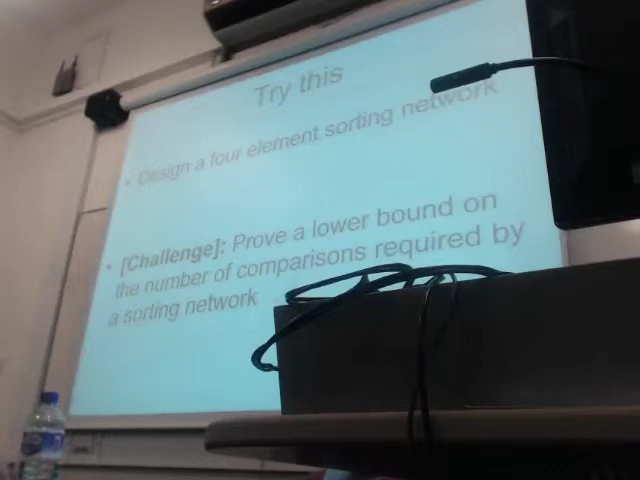 Try this
• Design a four element sorting network
• [Challenge]: Prove a lower bound on
the number of comparisons required by
a sorting network